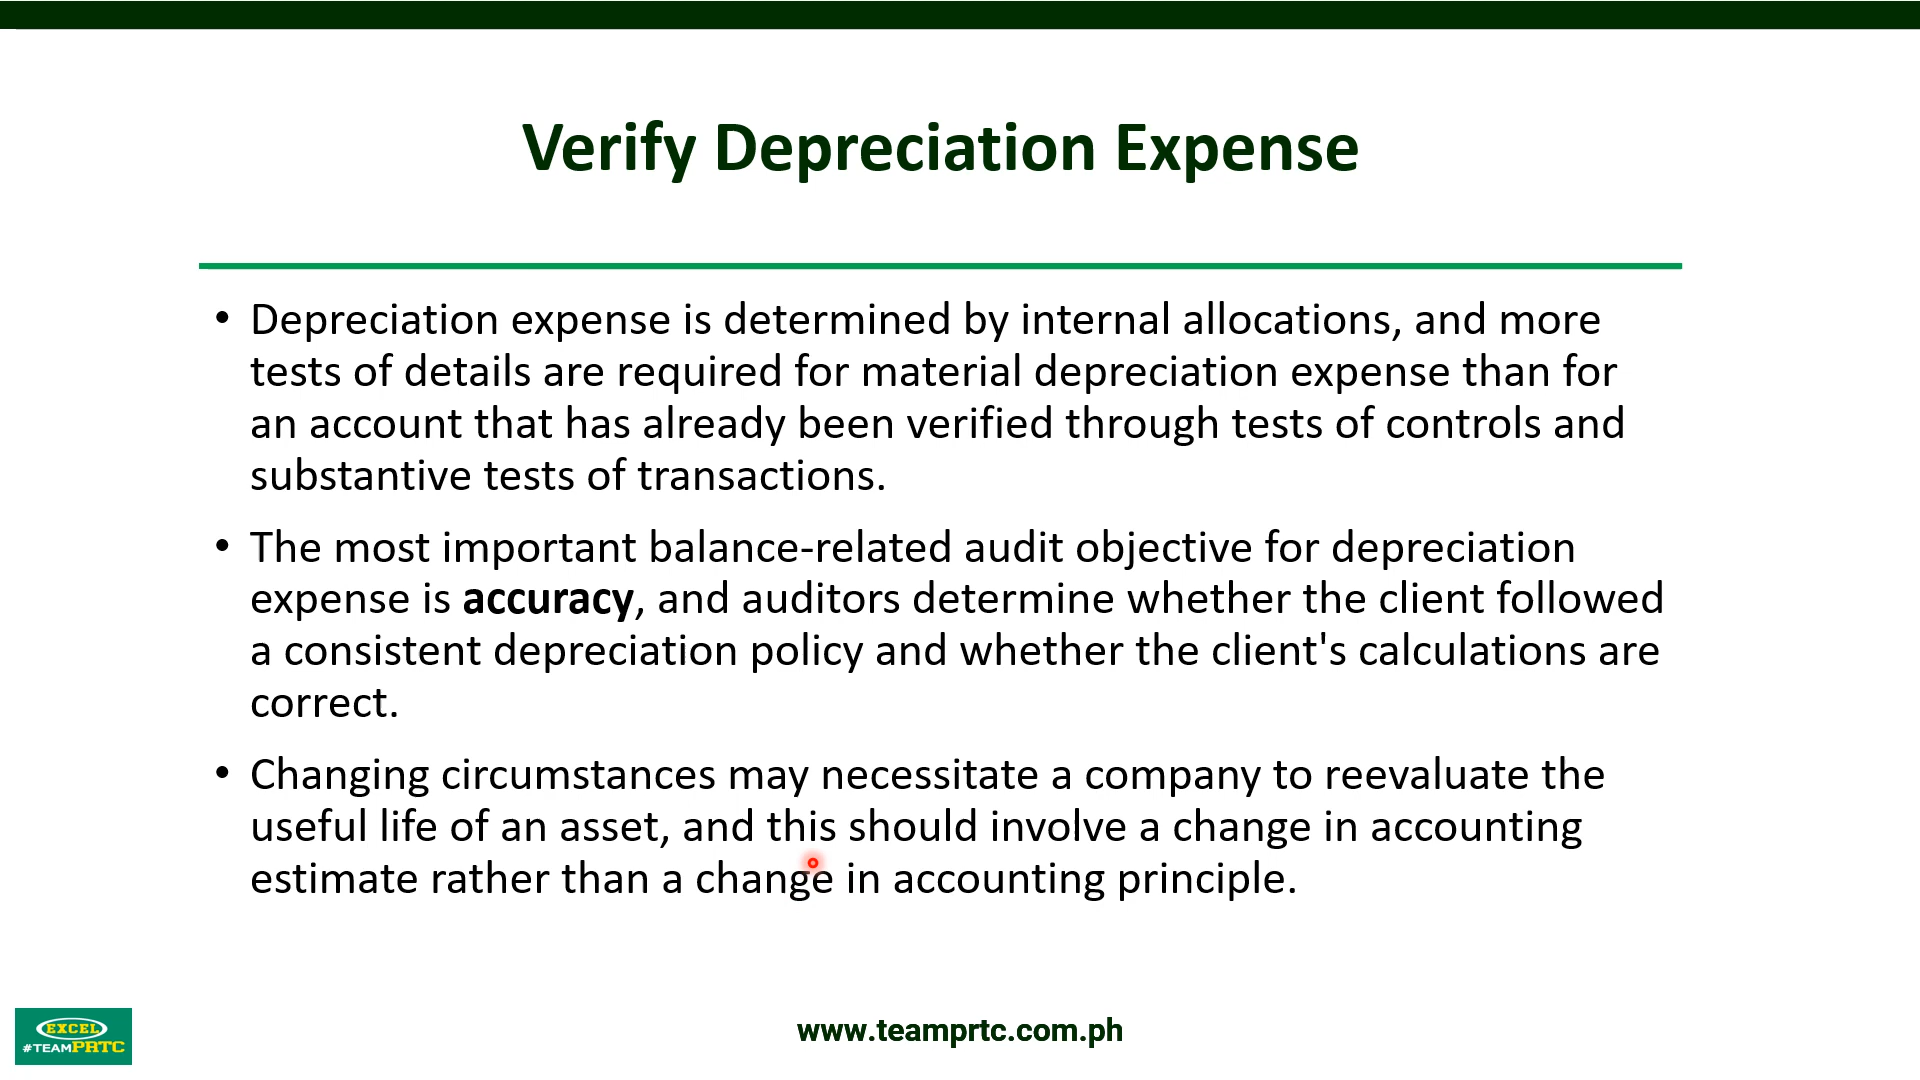 Verify Depreciation Expense
• Depreciation expense is determined by internal allocations, and more
tests of details are required for material depreciation expense than for
an account that has already been verified through tests of controls and
substantive tests of transactions.
• The most important balance-related audit objective for depreciation
expense is accuracy, and auditors determine whether the client followed
a consistent depreciation policy and whether the client's calculations are
correct.
• Changing circumstances may necessitate a company to reevaluate the
useful life of an asset, and this should involve a change in accounting
estimate rather than a change in accounting principle.
EXCEL
#TEAMPRTC
www.teamprtc.com.ph